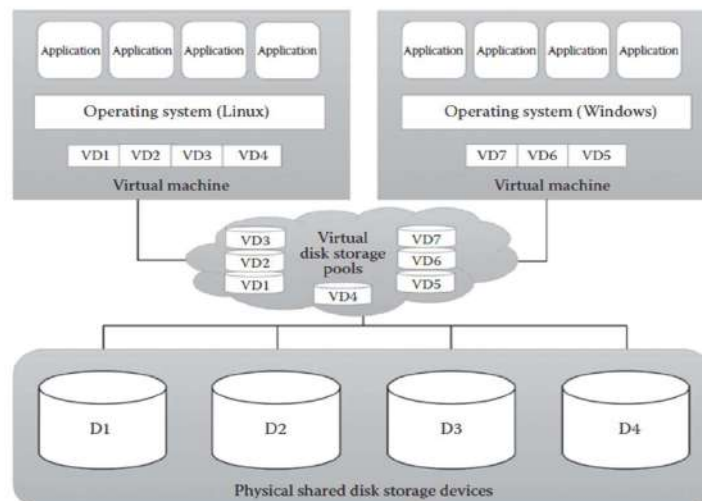 Application Application Application Application
Operating system (Linux)
VD1 VD2 VD3 VD4
Virtual machine
Application Application Application Application
Operating system (Windows)
VD7 VD6 VD5
Virtual machine
Virtual
disk storage
pools
VD3
VD2
VD1
VD4
VD7
VD6
VD5
D1 D2 D3 D4
Physical shared disk storage devices